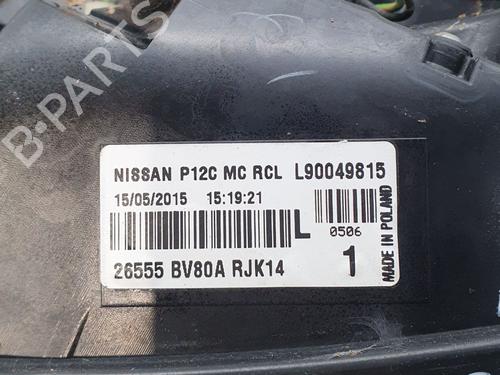 B-PARTS
NISSAN P12C MC RCL L90049815
15/05/2015 15:19:21
L
0506
26555 BV80A RJK14
1
MADE IN POLAND